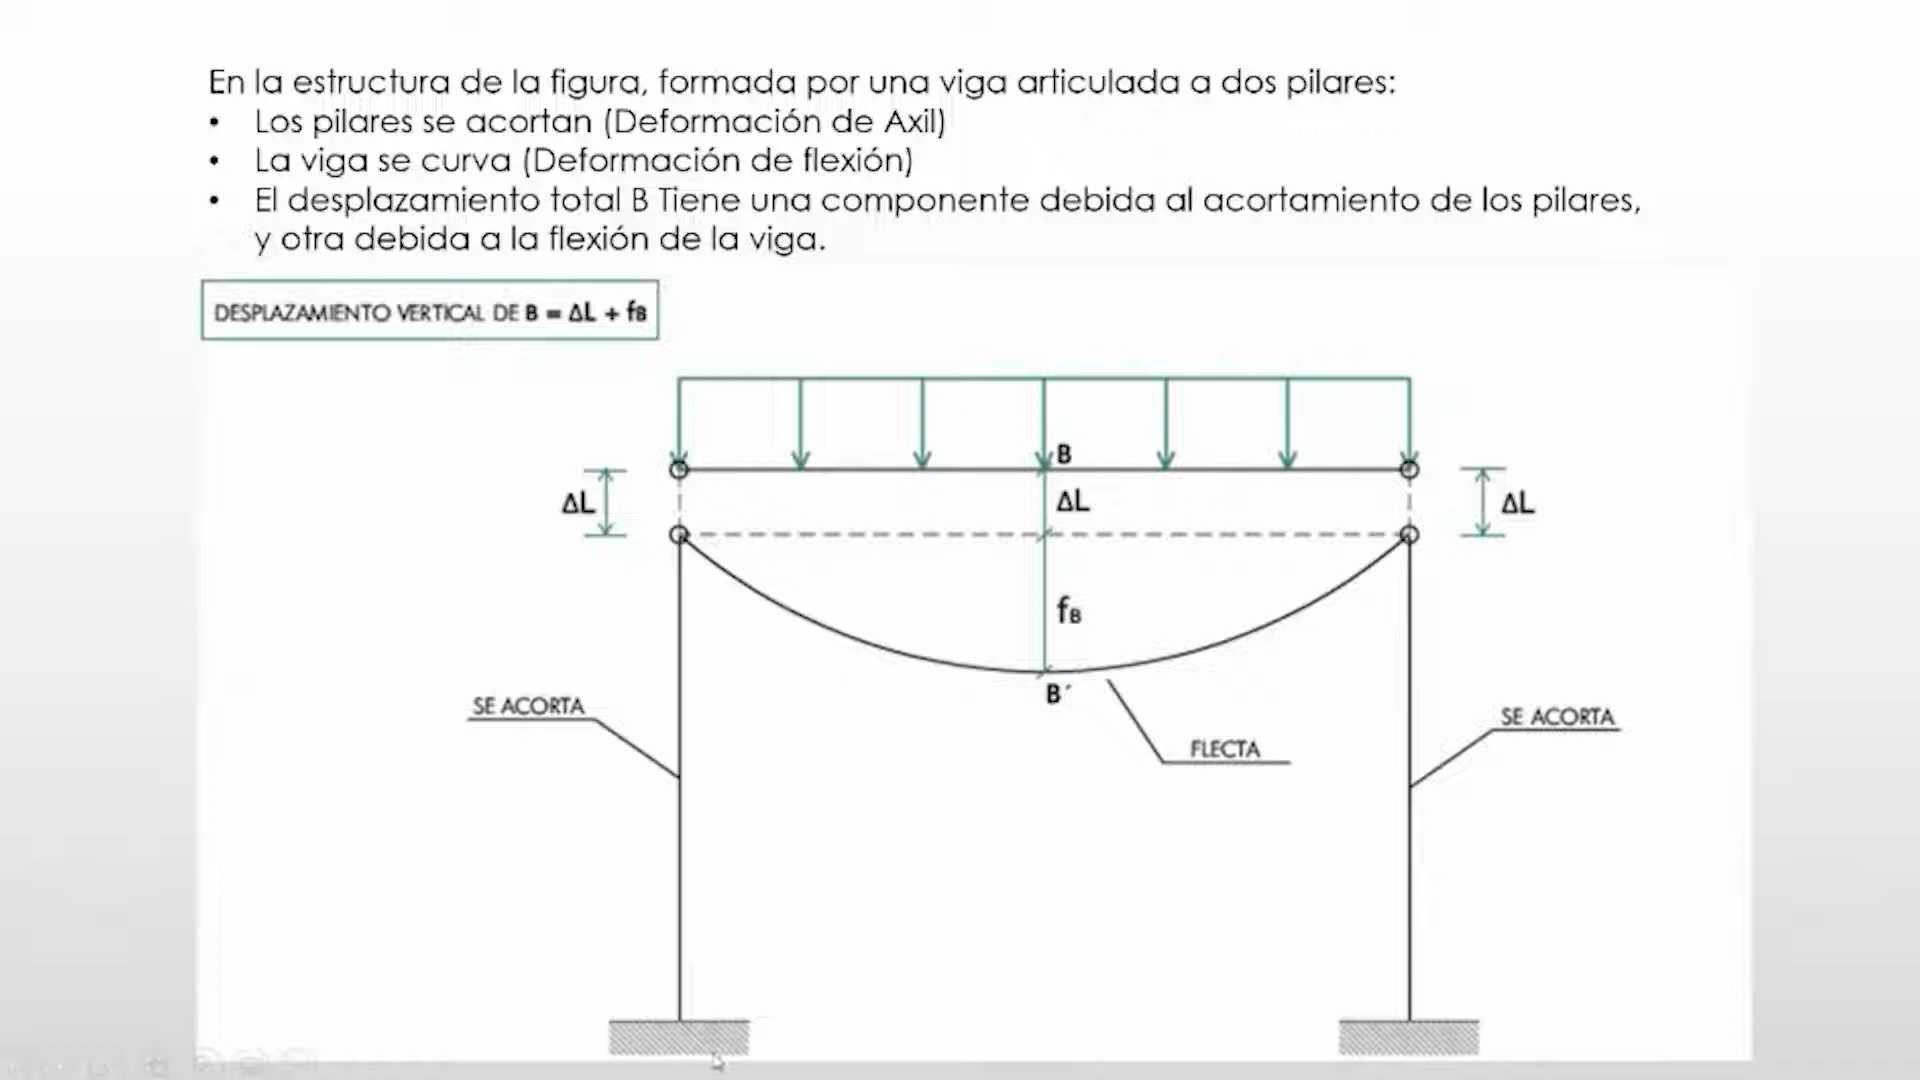 En la estructura de la figura, formada por una viga articulada a dos pilares:
• Los pilares se acortan (Deformación de Axil)
• La viga se curva (Deformación de flexión)
• El desplazamiento total B Tiene una componente debida al acortamiento de los pilares,
y otra debida a la flexión de la viga.
DESPLAZAMIENTO VERTICAL DE B = ΔL + fB
B
ΔL
ΔL
ΔL
fB
B´
SE ACORTA
SE ACORTA
FLECTA